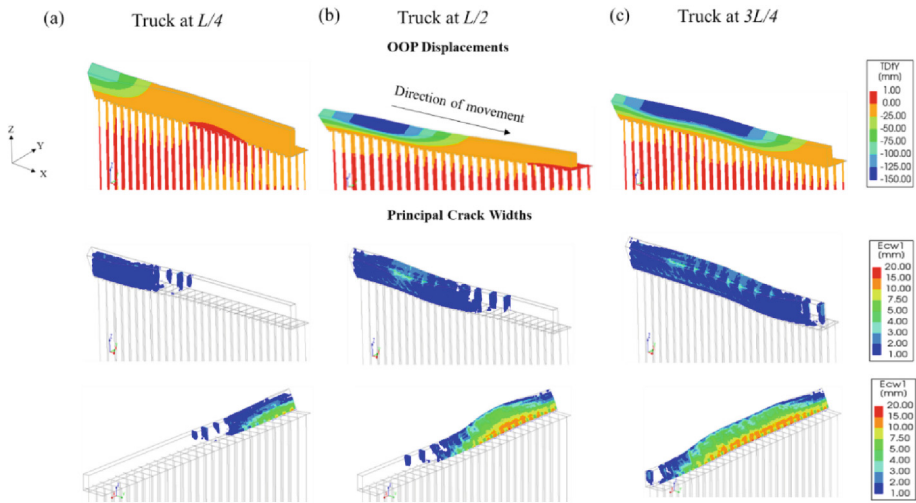 (a) Truck at L/4
(b) Truck at L/2
(c) Truck at 3L/4
OOP Displacements
Direction of movement
Z
Y
X
TDtY
(mm)
1.00
0.00
-25.00
-50.00
-75.00
-100.00
-125.00
-150.00
Principal Crack Widths
Ecw1
(mm)
20.00
15.00
10.00
7.00
5.00
4.00
3.00
2.00
1.00
Ecw1
(mm)
20.00
15.00
10.00
7.00
5.00
4.00
3.00
2.00
1.00